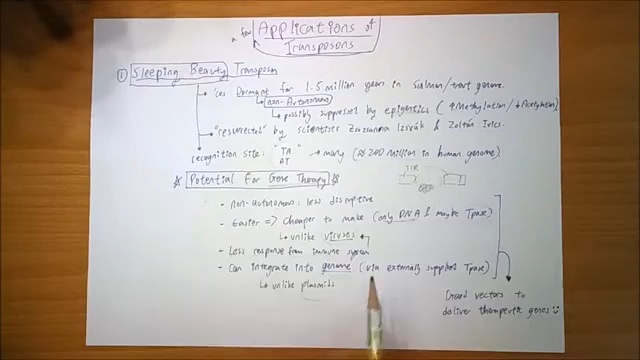 a few Applications of
Transposons
① Sleeping Beauty Transposon
'cos Dormant for 1.5 million years in salmon/trout genome.
↳ non-Autonomous
↳ possibly suppressed by epigenetics (↑Methylation/↓Acetylation)
"resurrected" by scientists Zsuzsanna Izsvák & Zoltán Ivics.
recognition site: "TA → many (≈200 million in human genome)
AT"
☆ Potential For Gene Therapy ☆
TIR
- non-autonomous: less disruptive
- Easier => Cheaper to make (only DNA & maybe Tpase)
↳ unlike viruses
- Less response from immune system
- Can integrate into genome (via externally supplied Tpase)
↳ unlike plasmids
Good vectors to
deliver therapeutic genes